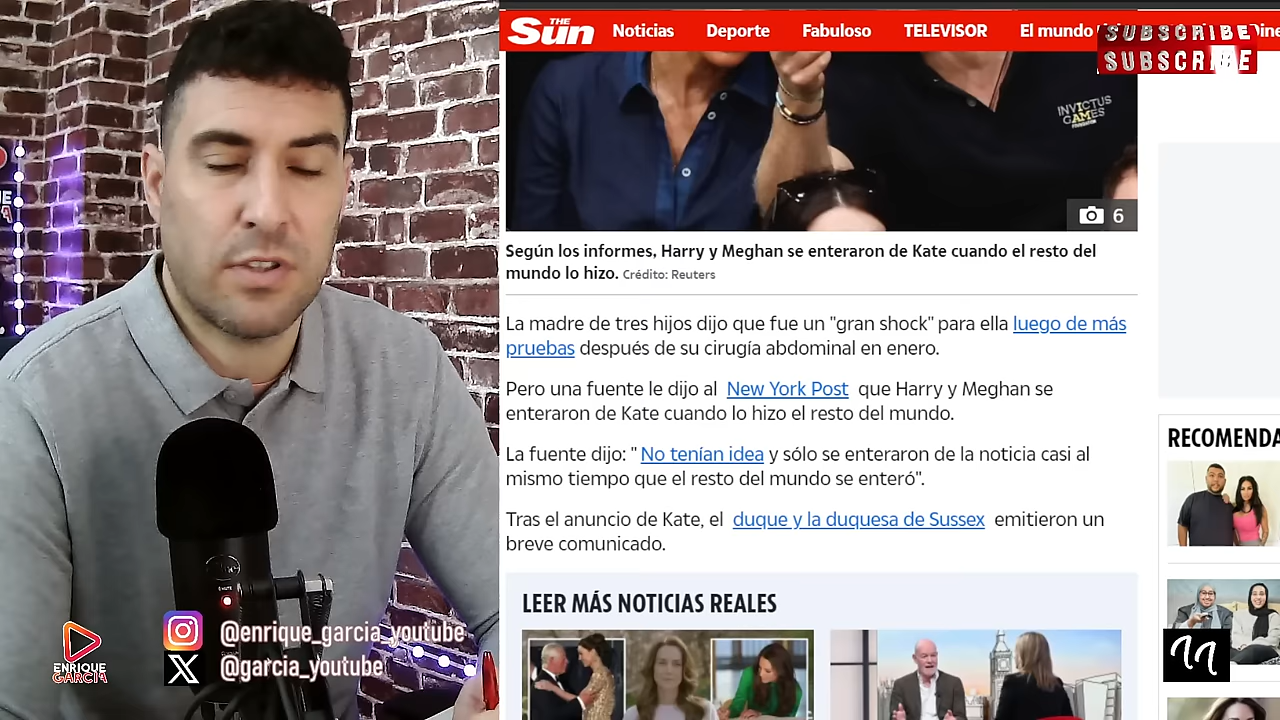 THE Sun
Noticias Deporte Fabuloso TELEVISOR El mundo
SUBSCRIBE
SUBSCRIBE
INVICTUS
GAMES
FOUNDATION
6
Según los informes, Harry y Meghan se enteraron de Kate cuando el resto del
mundo lo hizo. Crédito: Reuters
La madre de tres hijos dijo que fue un "gran shock" para ella luego de más
pruebas después de su cirugía abdominal en enero.
Pero una fuente le dijo al New York Post que Harry y Meghan se
enteraron de Kate cuando lo hizo el resto del mundo.
La fuente dijo: " No tenían idea y sólo se enteraron de la noticia casi al
mismo tiempo que el resto del mundo se enteró".
Tras el anuncio de Kate, el duque y la duquesa de Sussex emitieron un
breve comunicado.
LEER MÁS NOTICIAS REALES
RECOMENDA
@enrique_garcia_youtube
@garcia_youtube
ENRIQUE
GARCIA